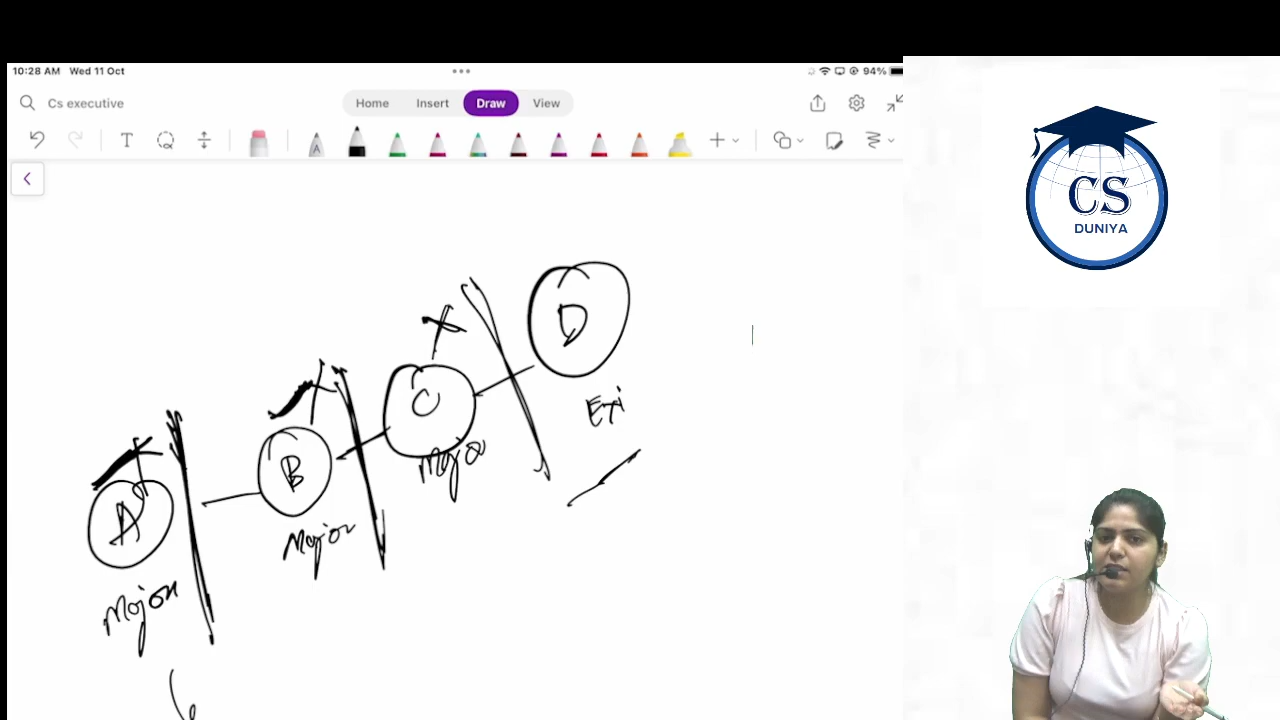 10:28 AM Wed 11 Oct
94%
Cs executive
Home Insert Draw View
T
A
CS
DUNIYA
D
Exi
C
Major
B
Major
A
Major